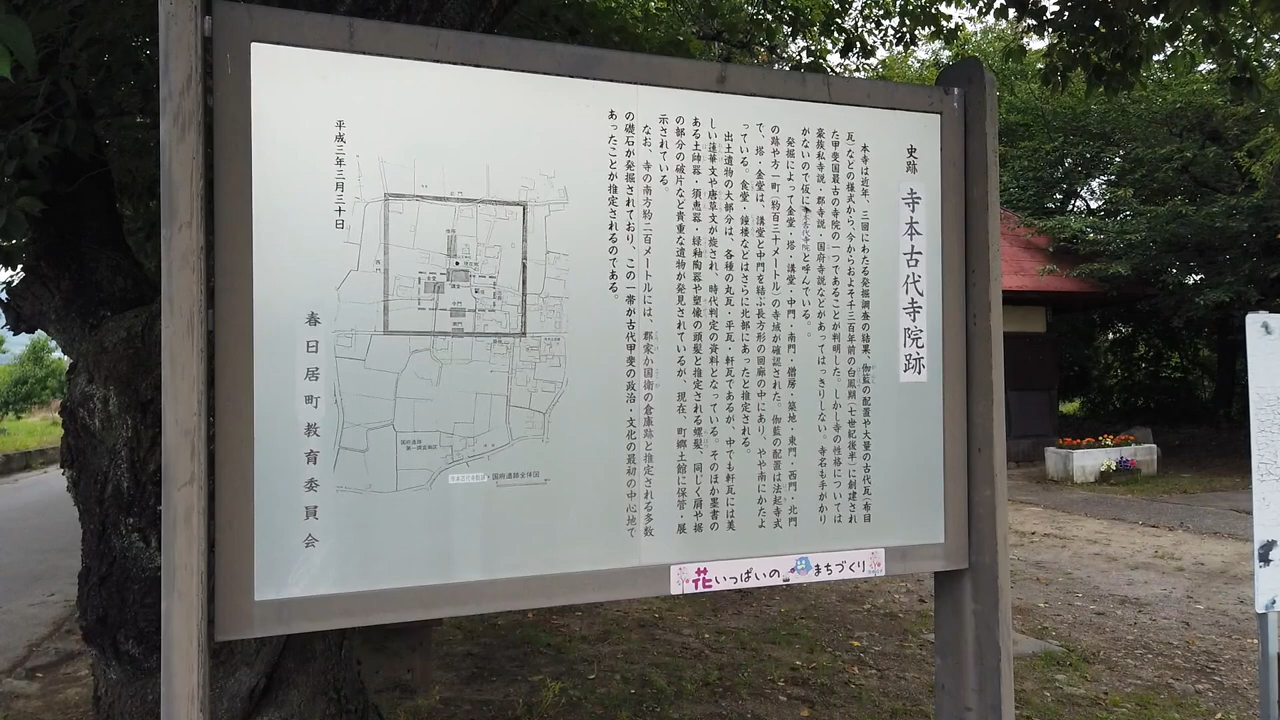 史跡 寺本古代寺院跡
本寺は近年、三回にわたる発掘調査の結果、伽藍の配置や大量の古代瓦（布目
瓦）などの様式から、今からおよそ千三百年前の白鳳期（七世紀後半）に創建され
た甲斐国最古の寺院の一つであることが判明した。しかし寺の性格については
豪族私寺説・郡寺説・国府寺説などがあってはっきりしない。寺名も手がかり
がないので仮に寺本古代寺院と呼んでいる。
発掘によって金堂・塔・講堂・中門・南門・僧房・築地・東門・西門・北門
の跡や方一町（約百三十メートル）の寺域が確認された。伽藍の配置は法起寺式
で、塔・金堂は、講堂と中門を結ぶ長方形の回廊の中にあり、やや南にかたよ
っている。食堂・鐘楼などはさらに北部にあったと推定される。
出土遺物の大部分は、各種の丸瓦・平瓦・軒瓦であるが、中でも軒瓦には美
しい蓮華文や唐草文が施され、時代判定の資料となっている。そのほか墨書の
ある土師器・須恵器・緑釉陶器や塑像の頭髪と推定される螺髪、同じく肩や裾
の部分の破片など貴重な遺物が発見されているが、現在、町郷土館に保管・展
示されている。
なお、寺の南方約二百メートルには、郡家か国衙の倉庫跡と推定される多数
の礎石が発掘されており、この一帯が古代甲斐の政治・文化の最初の中心地で
あったことが推定されるのである。
寺本古代寺院跡・国府遺跡全体図
平成三年三月三十日
春日居町教育委員会
花いっぱいのまちづくり